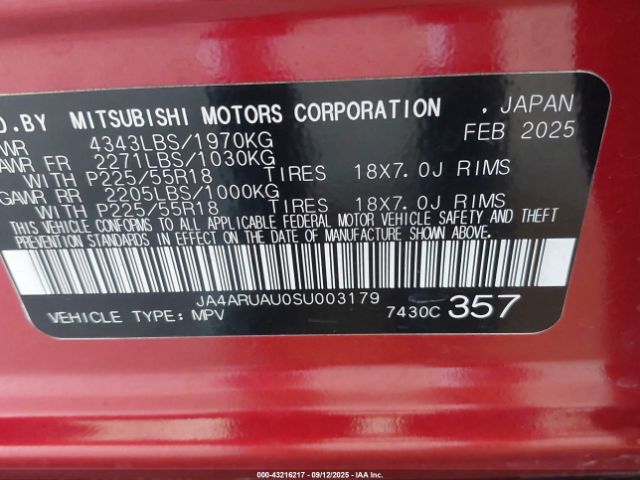 D.BY MITSUBISHI MOTORS CORPORATION . JAPAN
WR 4343LBS/1970KG FEB 2025
AWR FR 2271LBS/1030KG
WITH P225/55R18 TIRES 18X7.0J RIMS
GAWR RR 2205LBS/1000KG
WITH P225/55R18 TIRES 18X7.0J RIMS
THIS VEHICLE CONFORMS TO ALL APPLICABLE FEDERAL MOTOR VEHICLE SAFETY AND THEFT
PREVENTION STANDARDS IN EFFECT ON THE DATE OF MANUFACTURE SHOWN ABOVE.
JA4ARUAU0SU003179
VEHICLE TYPE: MPV 7430C 357
000-43216217 - 09/12/2025 - IAAI.CA